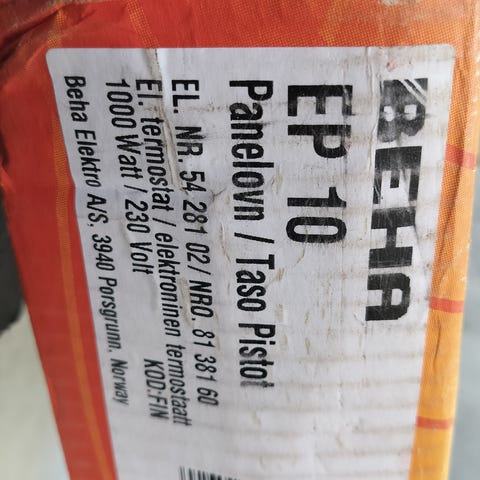 BEHA
EP 10
Panelovn / Taso Pistot
EL. NR. 54 281 02 / NRO. 81 381 60
El. termostat / elektroninen termostaatt
1000 Watt / 230 Volt KOD:FIN
Beha Elektro A/S, 3940 Porsgrunn, Norway